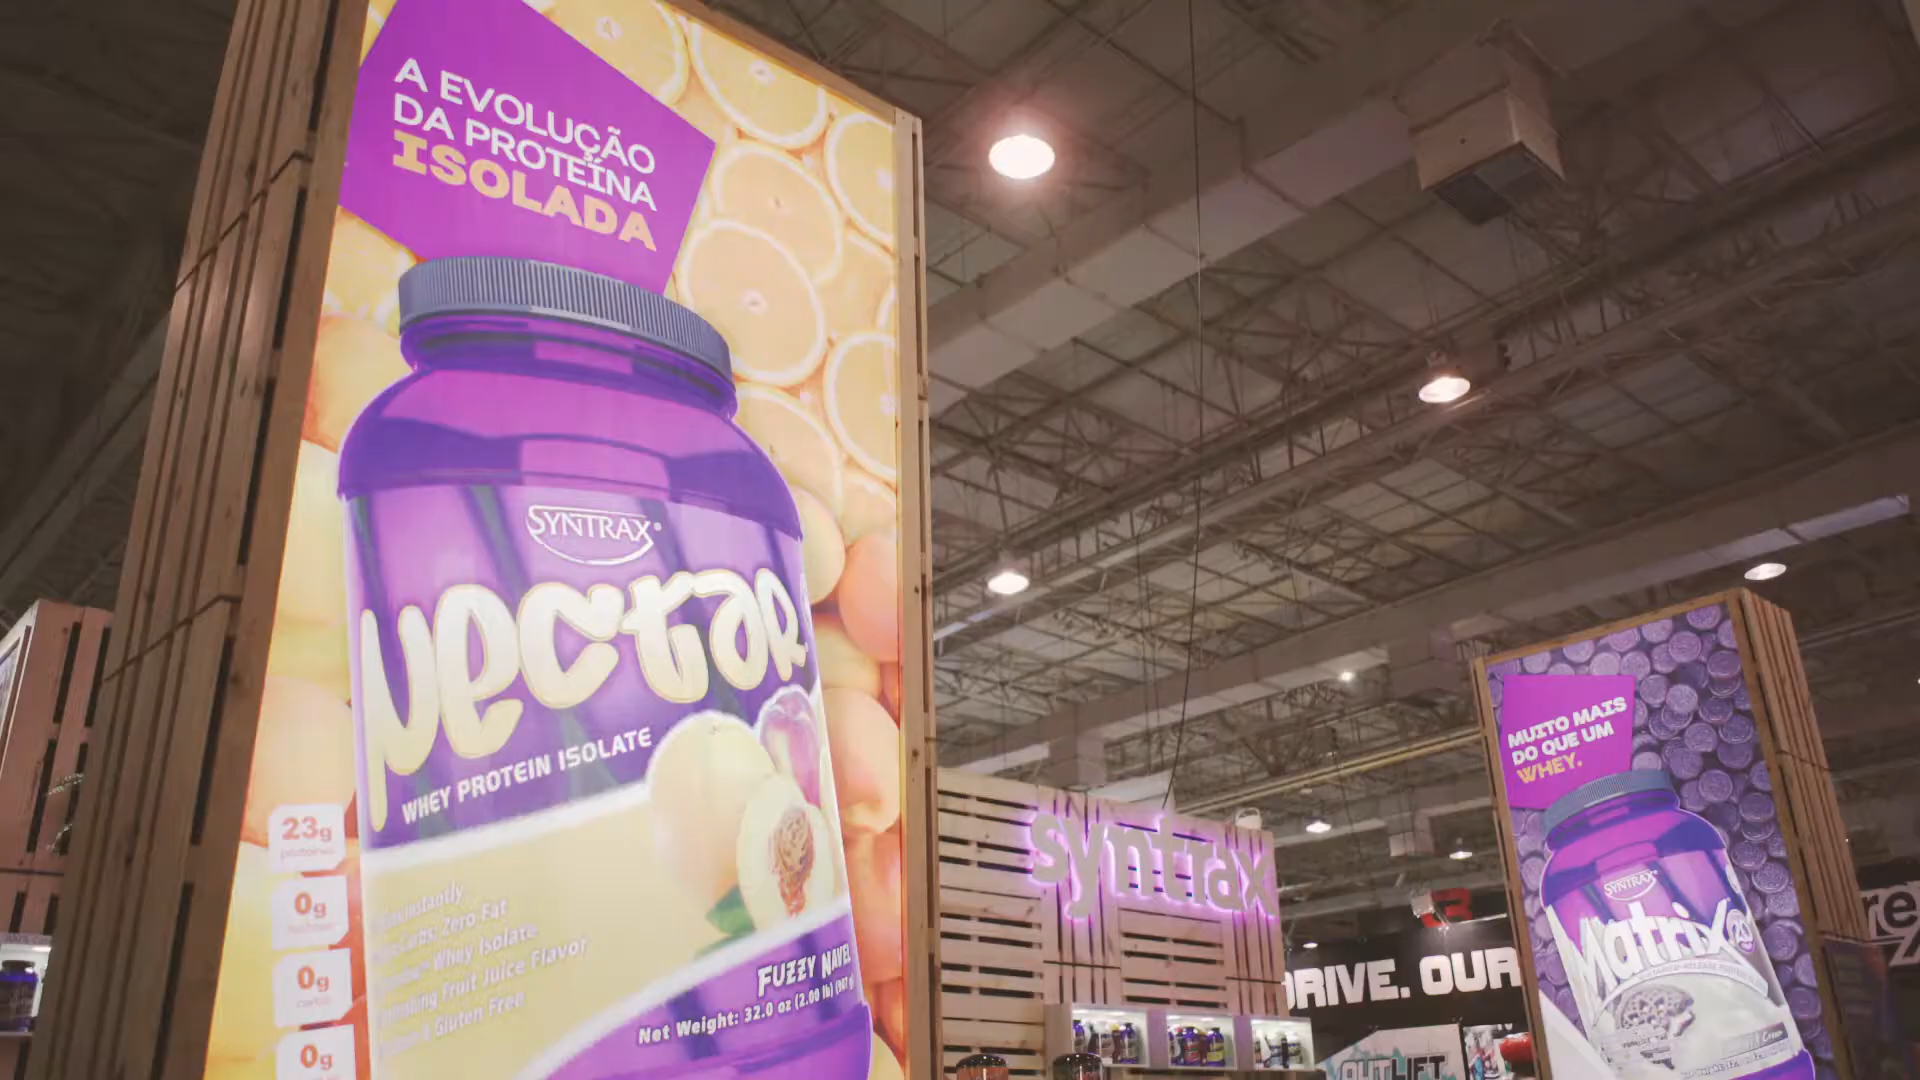 A EVOLUÇÃO
DA PROTEÍNA
ISOLADA
SYNTRAX®
Nectar
WHEY PROTEIN ISOLATE
23g
0g
0g
0g
Zero Fat
Whey Isolate
Fruit Juice Flavor
Gluten Free
FUZZY NAVEL
Net Weight: 32.0 oz (2.00 lb) (907 g)
syntrax
DRIVE. OUR
OUTLIFT
MUITO MAIS
DO QUE UM
WHEY.
SYNTRAX
Matrix